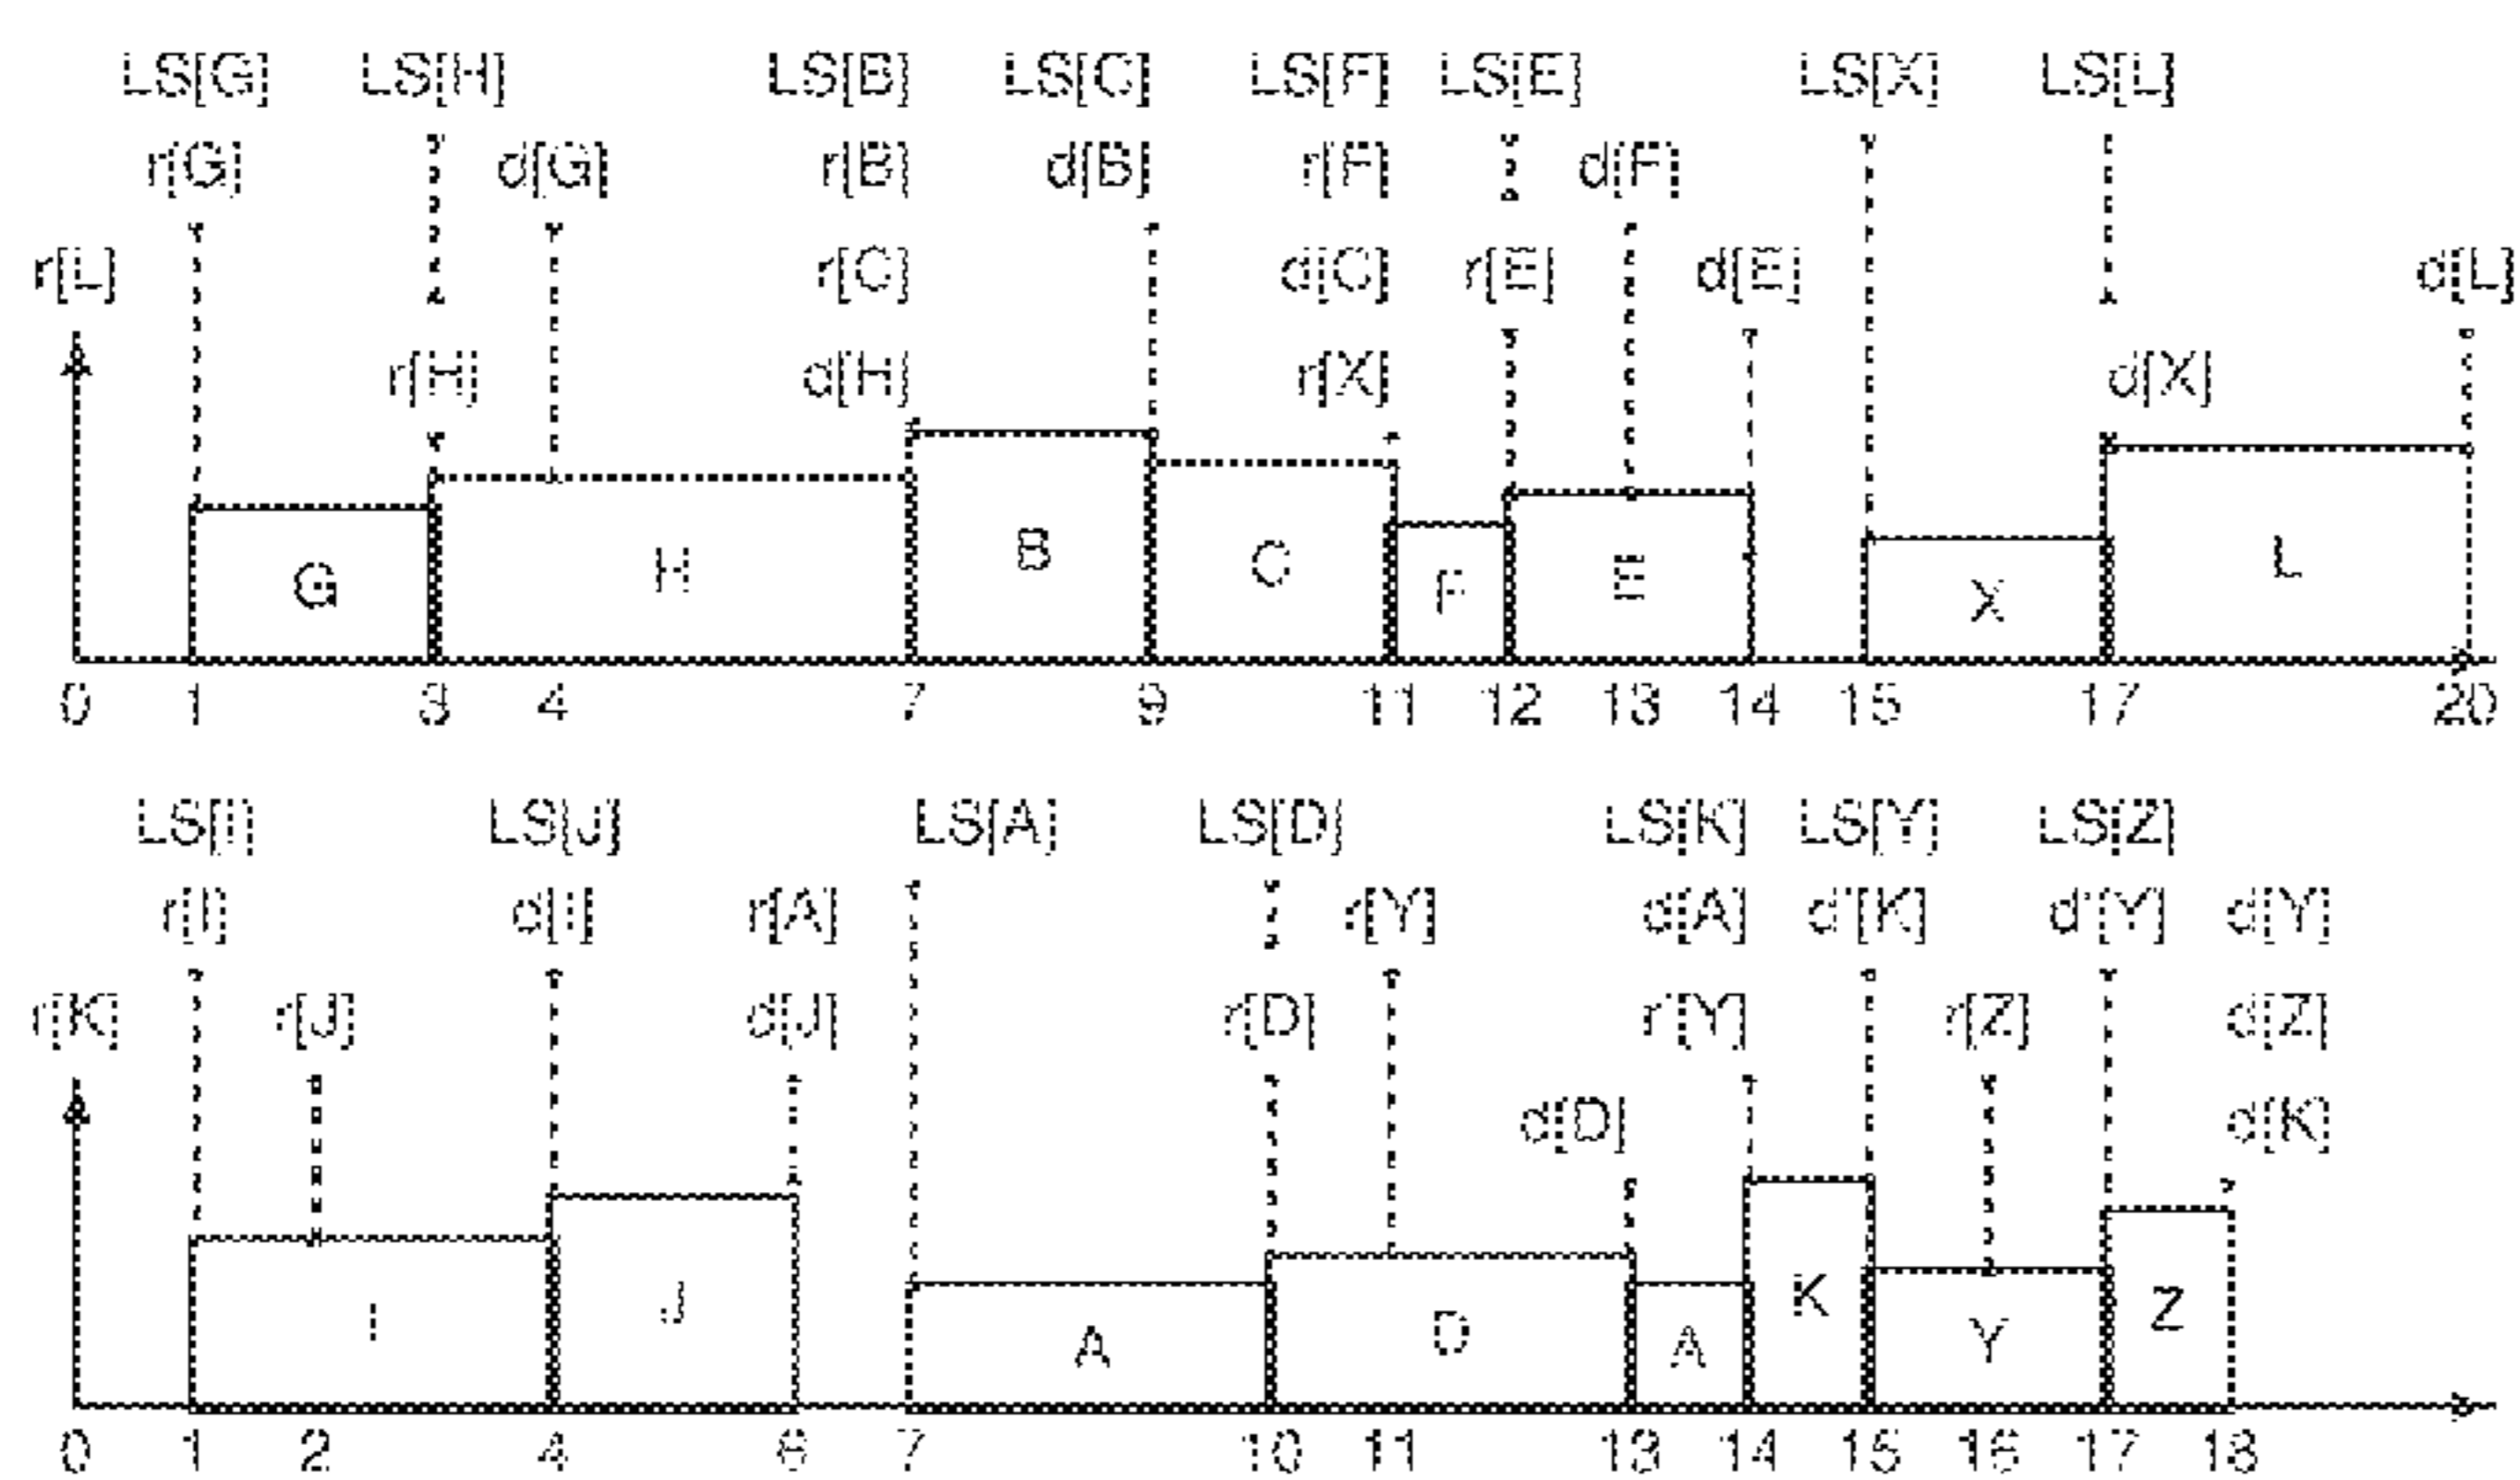 LS[G] LS[H] LS[B] LS[C] LS[F] LS[E] LS[X] LS[L]
r[G] d[G] r[B] d[B] r[F] d[F]
r[L] r[C] d[C] r[E] d[E] d[L]
r[H] d[H] r[X] d[X]
G H B C F E X L
0 1 3 4 7 9 11 12 13 14 15 17 20
LS[I] LS[J] LS[A] LS[D] LS[K] LS[Y] LS[Z]
r[I] d[I] r[A] r[Y] d[A] d'[K] d'[Y] d[Y]
r[K] r[J] d[J] r[D] r'[Y] r[Z] d[Z]
d[D] d[K]
I J A D A K Y Z
0 1 2 4 6 7 10 11 13 14 15 16 17 18